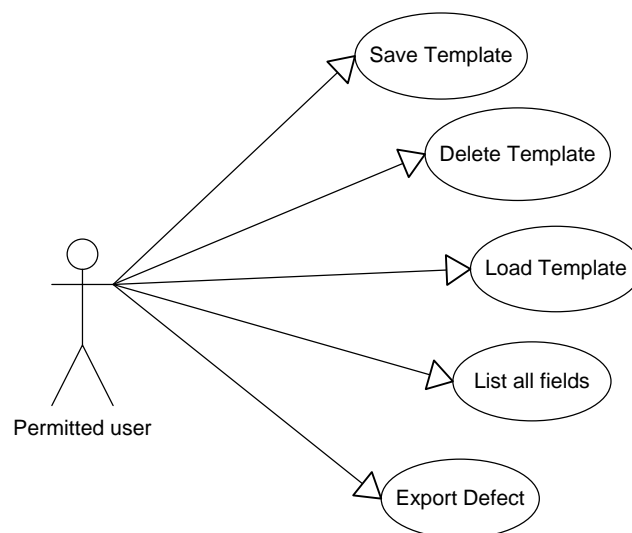 Save Template
Delete Template
Load Template
List all fields
Permitted user
Export Defect